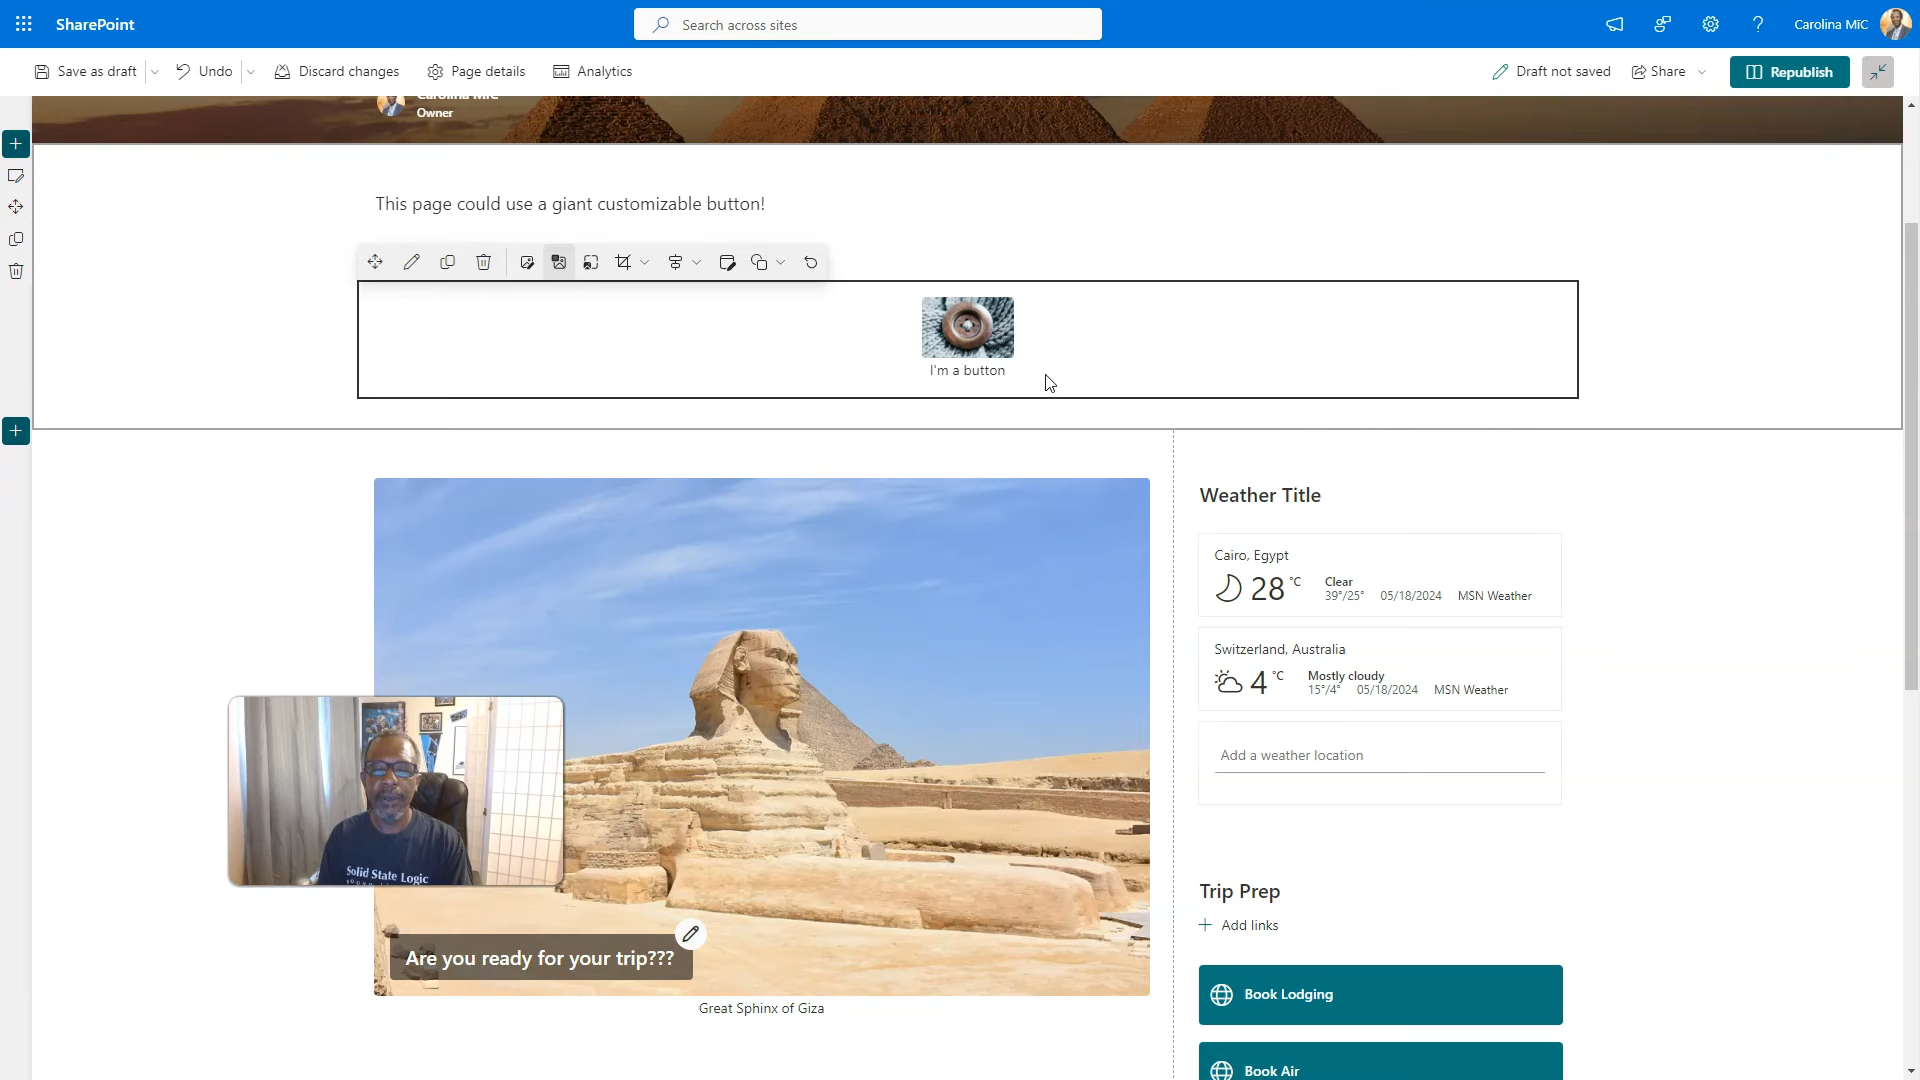 SharePoint
Search across sites
Carolina MiC
Save as draft
Undo
Discard changes
Page details
Analytics
Draft not saved
Share
Republish
Carolina MiC
Owner
This page could use a giant customizable button!
I'm a button
Weather Title
Cairo, Egypt
28 °C
Clear
39°/25° 05/18/2024 MSN Weather
Switzerland, Australia
4 °C
Mostly cloudy
15°/4° 05/18/2024 MSN Weather
Add a weather location
Solid State Logic
Are you ready for your trip???
Great Sphinx of Giza
Trip Prep
Add links
Book Lodging
Book Air